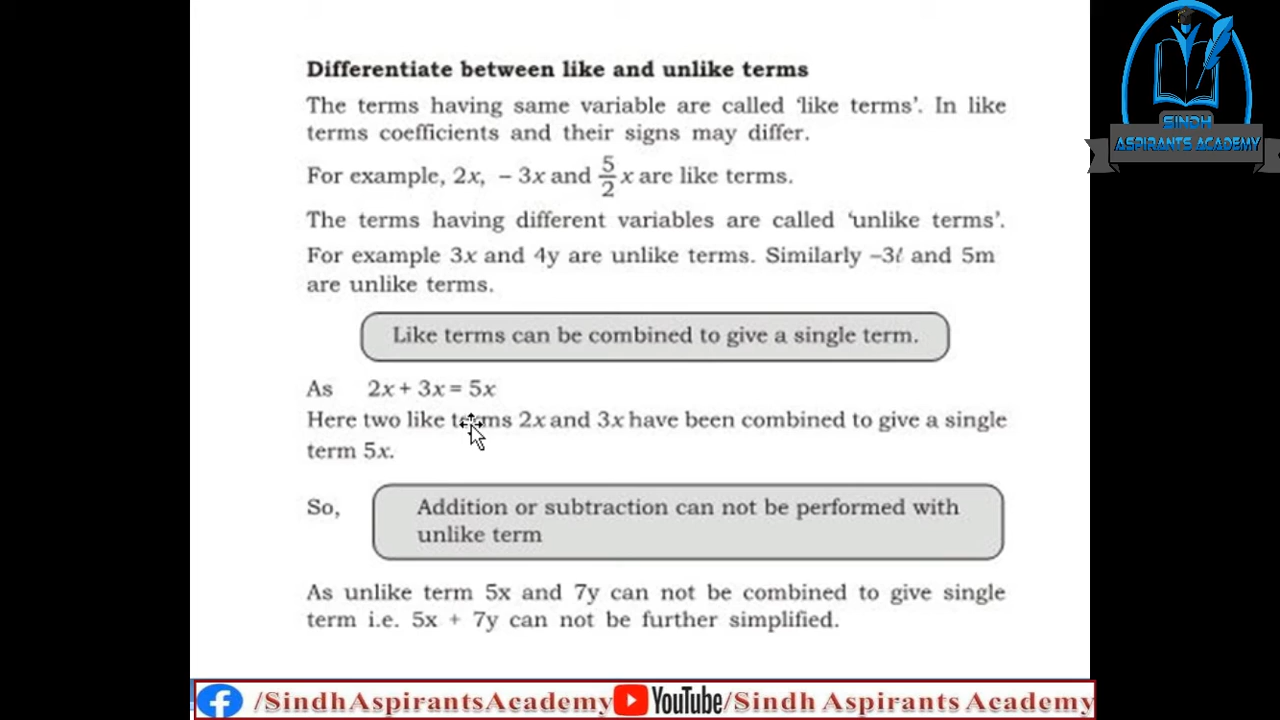 Differentiate between like and unlike terms
The terms having same variable are called 'like terms'. In like
terms coefficients and their signs may differ.
For example, 2x, – 3x and 5/2 x are like terms.
The terms having different variables are called 'unlike terms'.
For example 3x and 4y are unlike terms. Similarly –3ℓ and 5m
are unlike terms.
Like terms can be combined to give a single term.
As 2x + 3x = 5x
Here two like terms 2x and 3x have been combined to give a single
term 5x.
So,
Addition or subtraction can not be performed with
unlike term
As unlike term 5x and 7y can not be combined to give single
term i.e. 5x + 7y can not be further simplified.
SINDH
ASPIRANTS ACADEMY
/SindhAspirantsAcademy YouTube/Sindh Aspirants Academy